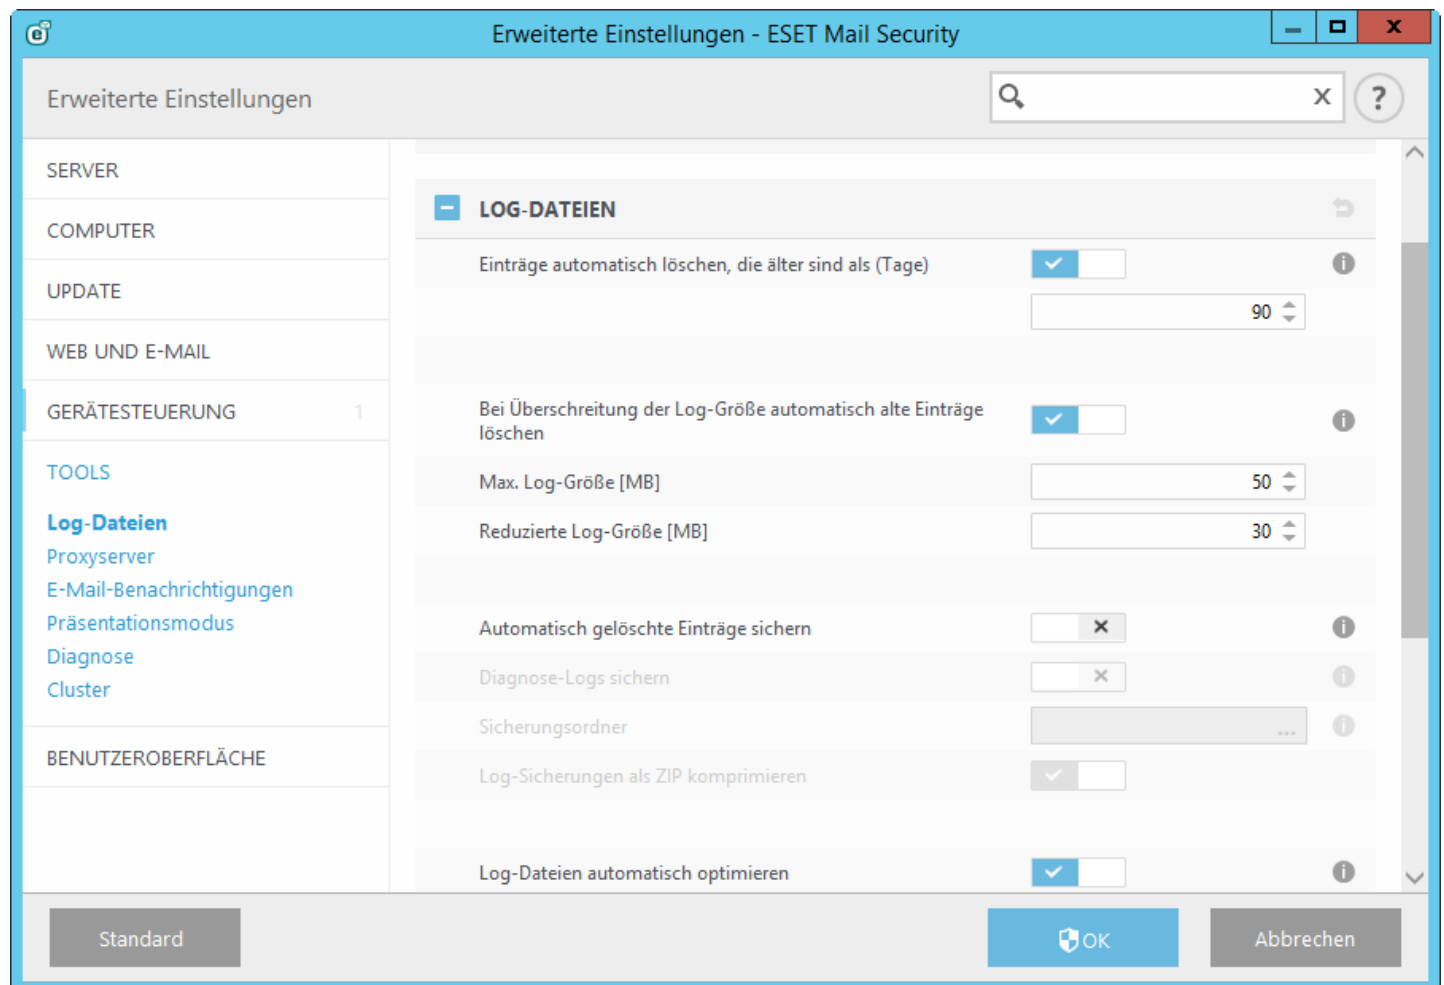 Erweiterte Einstellungen - ESET Mail Security
Erweiterte Einstellungen
?
SERVER
COMPUTER
UPDATE
WEB UND E-MAIL
GERÄTESTEUERUNG 1
TOOLS
Log-Dateien
Proxyserver
E-Mail-Benachrichtigungen
Präsentationsmodus
Diagnose
Cluster
BENUTZEROBERFLÄCHE
LOG-DATEIEN
Einträge automatisch löschen, die älter sind als (Tage)
90
Bei Überschreitung der Log-Größe automatisch alte Einträge
löschen
Max. Log-Größe [MB] 50
Reduzierte Log-Größe [MB] 30
Automatisch gelöschte Einträge sichern
Diagnose-Logs sichern
Sicherungsordner ...
Log-Sicherungen als ZIP komprimieren
Log-Dateien automatisch optimieren
Standard
OK
Abbrechen